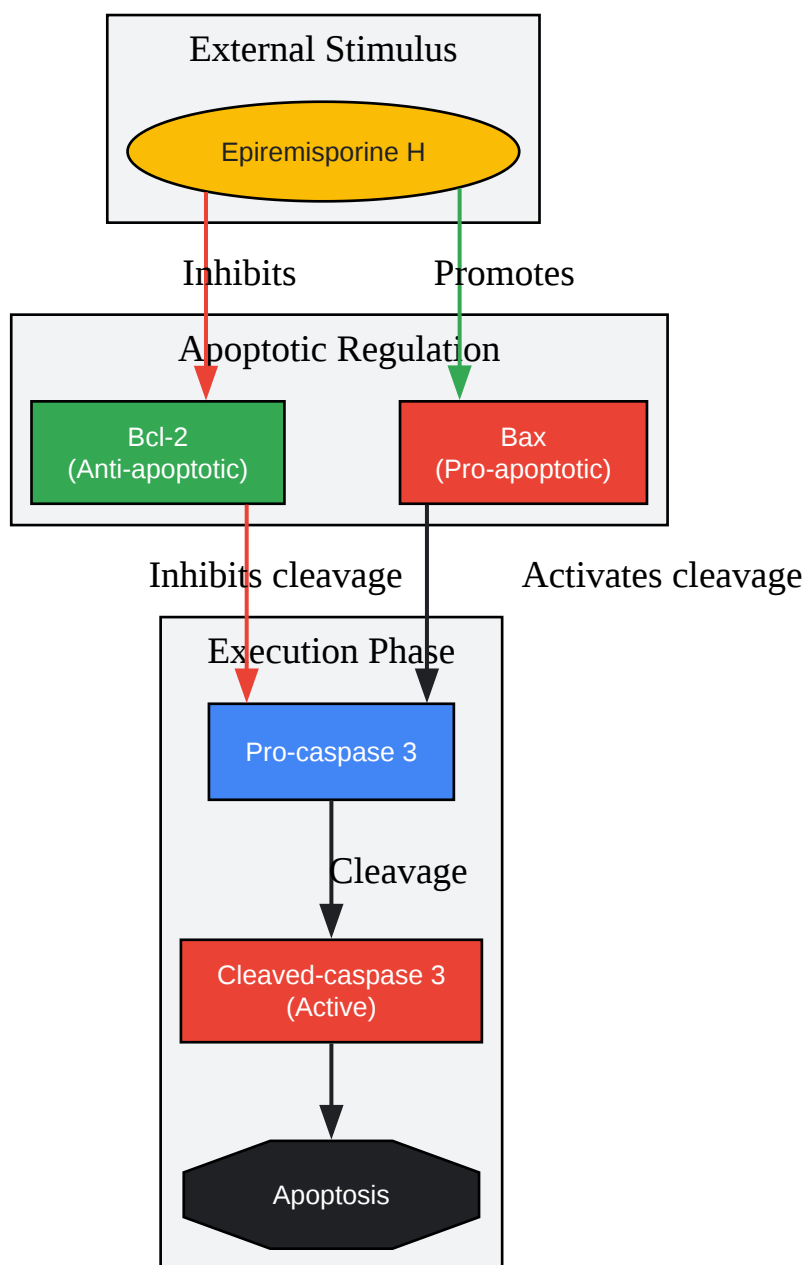 External Stimulus
Epiremisporine H
Inhibits
Promotes
Apoptotic Regulation
Bcl-2
(Anti-apoptotic)
Bax
(Pro-apoptotic)
Inhibits cleavage
Activates cleavage
Execution Phase
Pro-caspase 3
Cleavage
Cleaved-caspase 3
(Active)
Apoptosis